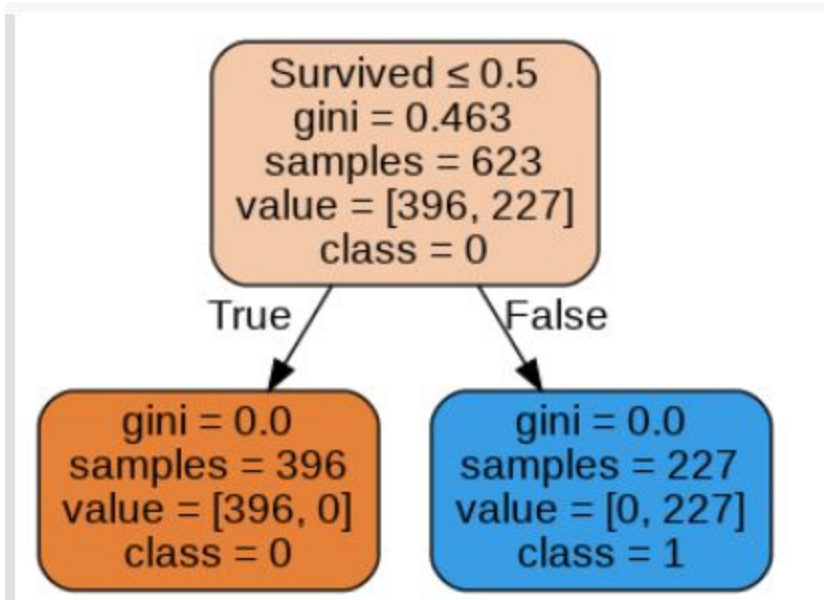 Survived ≤ 0.5
gini = 0.463
samples = 623
value = [396, 227]
class = 0
True
False
gini = 0.0
samples = 396
value = [396, 0]
class = 0
gini = 0.0
samples = 227
value = [0, 227]
class = 1